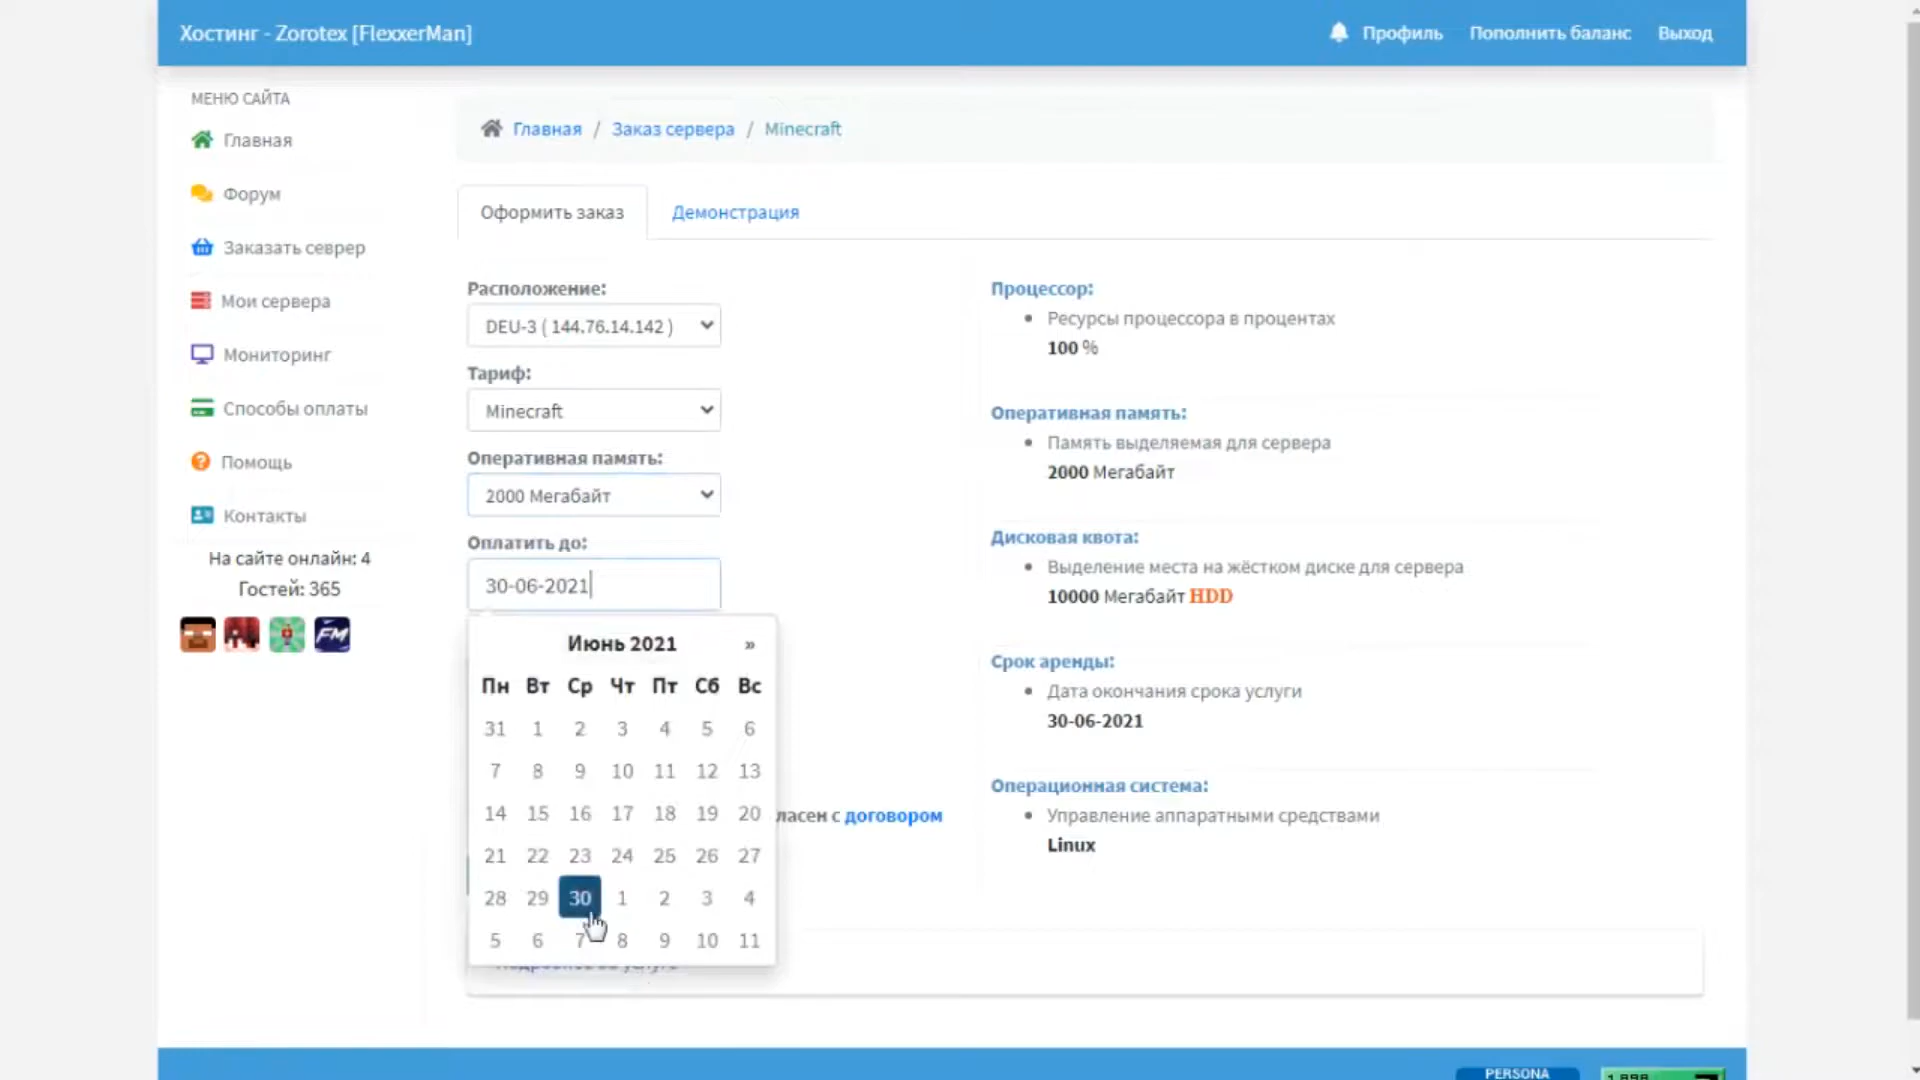 Хостинг - Zorotex [FlexxerMan]
Профиль
Пополнить баланс
Выход
МЕНЮ САЙТА
Главная
Форум
Заказать севрер
Мои сервера
Мониторинг
Способы оплаты
Помощь
Контакты
На сайте онлайн: 4
Гостей: 365
FM
Главная / Заказ сервера / Minecraft
Оформить заказ
Демонстрация
Расположение:
DEU-3 ( 144.76.14.142 )
Тариф:
Minecraft
Оперативная память:
2000 Мегабайт
Оплатить до:
30-06-2021
Июнь 2021 »
Пн Вт Ср Чт Пт Сб Вс
31 1 2 3 4 5 6
7 8 9 10 11 12 13
14 15 16 17 18 19 20
21 22 23 24 25 26 27
28 29 30 1 2 3 4
5 6 7 8 9 10 11
ласен с договором
Процессор:
Ресурсы процессора в процентах
100 %
Оперативная память:
Память выделяемая для сервера
2000 Мегабайт
Дисковая квота:
Выделение места на жёстком диске для сервера
10000 Мегабайт HDD
Срок аренды:
Дата окончания срока услуги
30-06-2021
Операционная система:
Управление аппаратными средствами
Linux
PERSONA